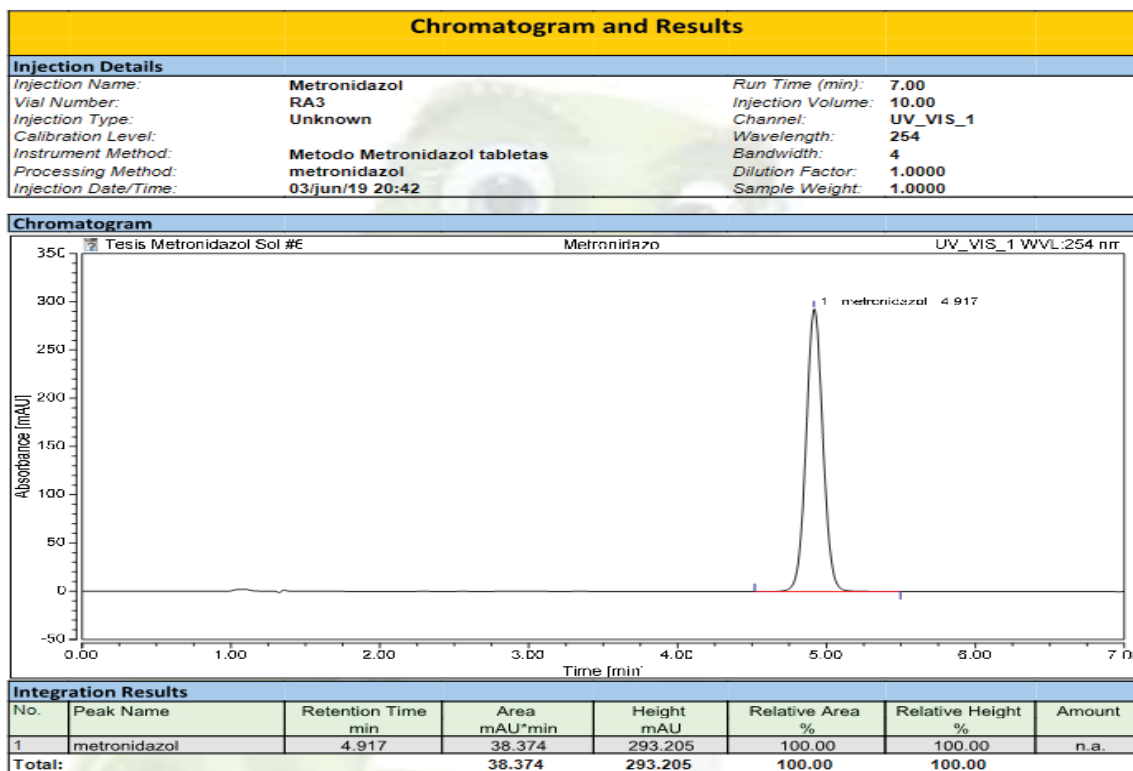 Chromatogram and Results
Injection Details
Injection Name: Metronidazol Run Time (min): 7.00
Vial Number: RA3 Injection Volume: 10.00
Injection Type: Unknown Channel: UV_VIS_1
Calibration Level: Wavelength: 254
Instrument Method: Metodo Metronidazol tabletas Bandwidth: 4
Processing Method: metronidazol Dilution Factor: 1.0000
Injection Date/Time: 03/jun/19 20:42 Sample Weight: 1.0000
Chromatogram
Tesis Metronidazol Sol #6 Metronidazo UV_VIS_1 WVL:254 nm
350
300
1 metronidazol 4.917
250
200
150
100
50
0
-50
Absorbance [mAU]
0.00 1.00 2.00 3.00 4.00 5.00 6.00 7.0
Time [min]
Integration Results
No. Peak Name Retention Time Area Height Relative Area Relative Height Amount
min mAU*min mAU % %
1 metronidazol 4.917 38.374 293.205 100.00 100.00 n.a.
Total: 38.374 293.205 100.00 100.00